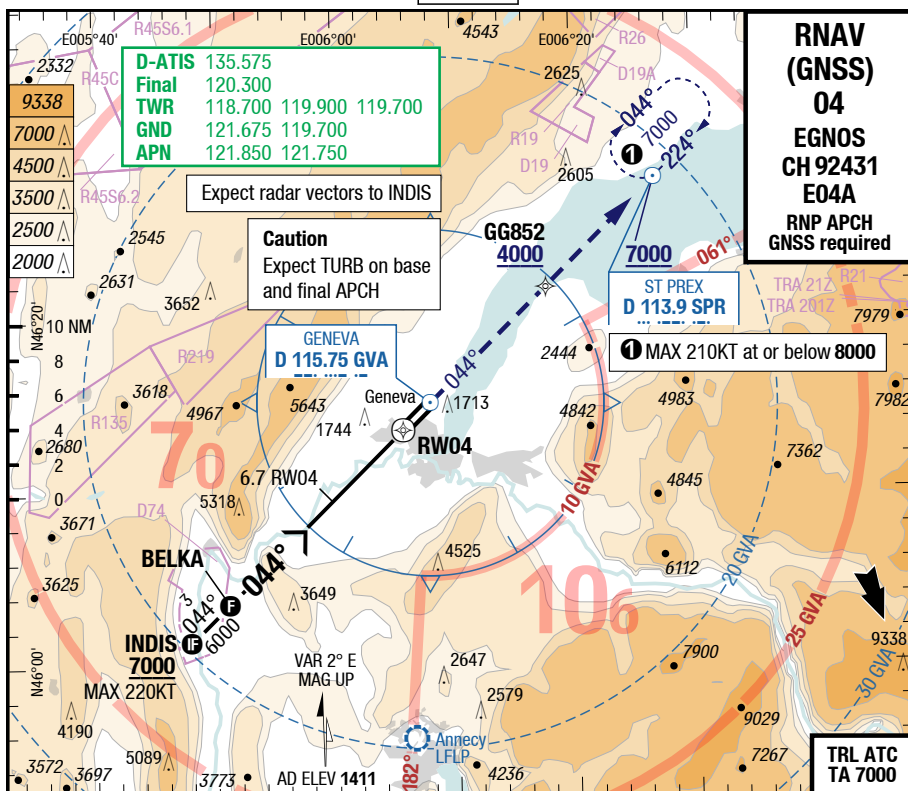 R45S6.1
E005°40'
E006°00'
4543
E006°20'
R26
2332
R45C
2625
D19A
RNAV
(GNSS)
04
EGNOS
CH 92431
E04A
RNP APCH
GNSS required
D-ATIS 135.575
Final 120.300
TWR 118.700 119.900 119.700
GND 121.675 119.700
APN 121.850 121.750
9338
7000
4500
3500
2500
2000
R19
D19
2605
044°
1 7000
224°
R45S6.2
Expect radar vectors to INDIS
Caution
Expect TURB on base
and final APCH
2545
2631
3652
GG852
4000
7000
061°
ST PREX
D 113.9 SPR
TRA 21Z
TRA 201Z
R21
7979
N46°20'
10 NM
8
6
4
2
0
GENEVA
D 115.75 GVA
044°
1 MAX 210KT at or below 8000
2444
R219
3618
4967
5643
Geneva
1713
1744
RW04
4842
4983
7982
R135
2680
70
6.7 RW04
10 GVA
7362
4845
5318
D74
3671
BELKA
044°
4525
6112
20 GVA
106
25 GVA
3625
3
044°
F
6000
3649
INDIS
IF
7000
MAX 220KT
N46°00'
VAR 2° E
MAG UP
2647
2579
7900
9338
30 GVA
4190
5089
Annecy
LFLP
182°
9029
7267
3572
3697
3773
AD ELEV 1411
4236
TRL ATC
TA 7000